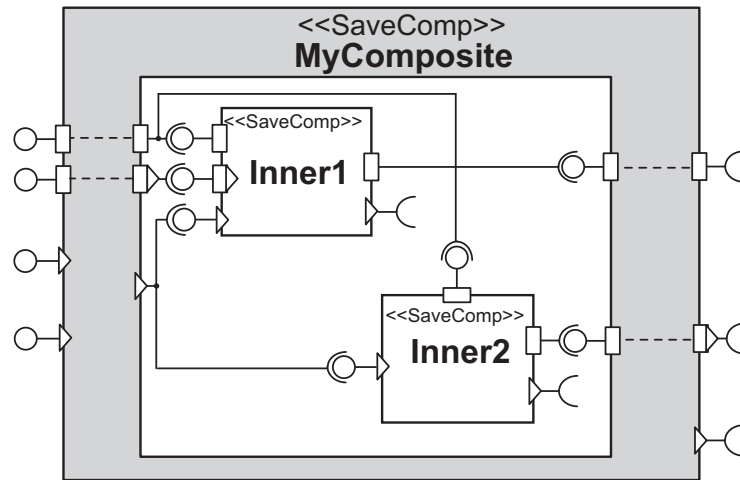 <<SaveComp>>
MyComposite
<<SaveComp>>
Inner1
<<SaveComp>>
Inner2